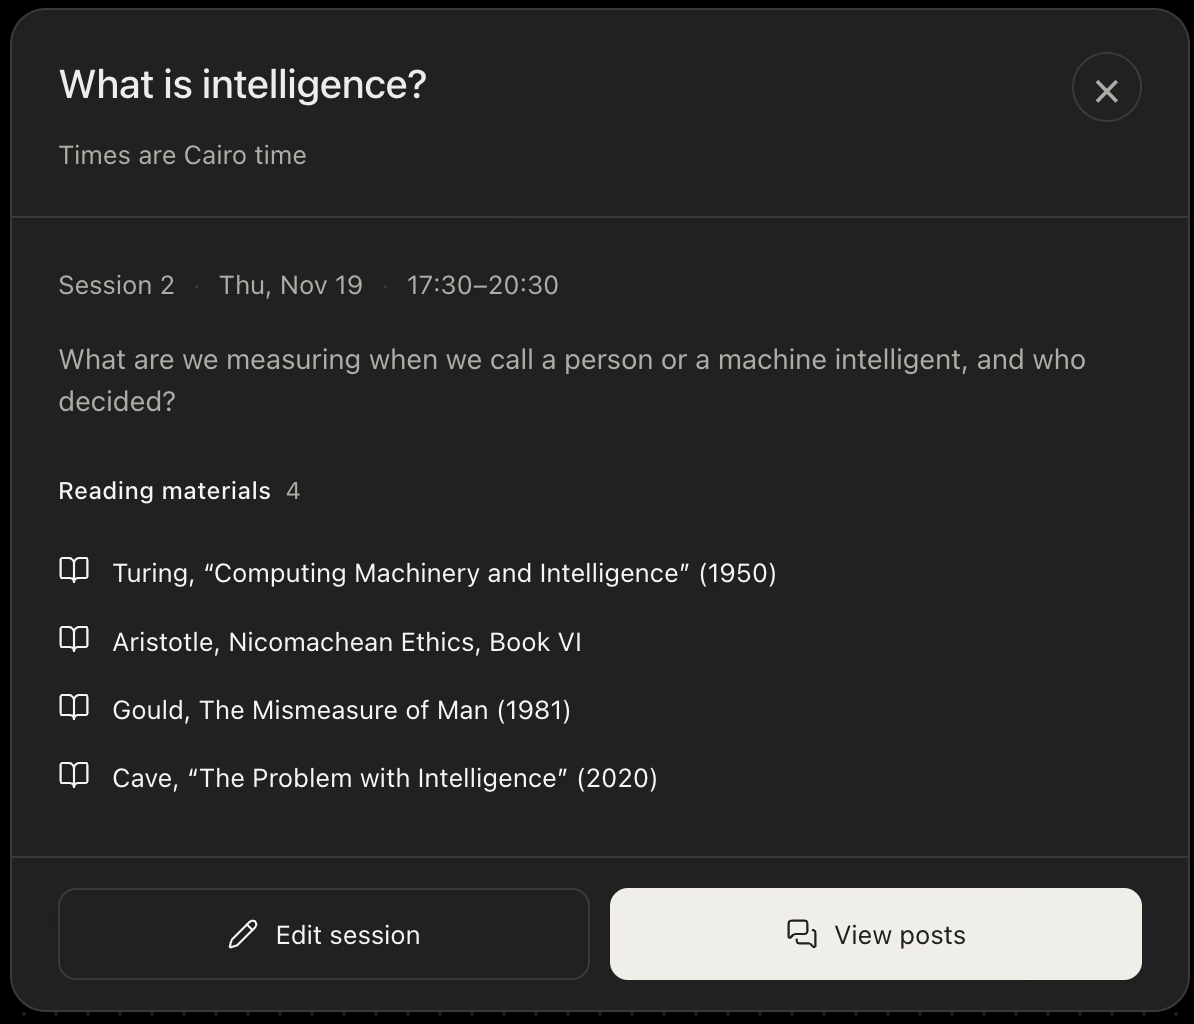 What is intelligence?
Times are Cairo time
Session 2 · Thu, Nov 19 · 17:30–20:30
What are we measuring when we call a person or a machine intelligent, and who
decided?
Reading materials 4
Turing, “Computing Machinery and Intelligence” (1950)
Aristotle, Nicomachean Ethics, Book VI
Gould, The Mismeasure of Man (1981)
Cave, “The Problem with Intelligence” (2020)
Edit session
View posts